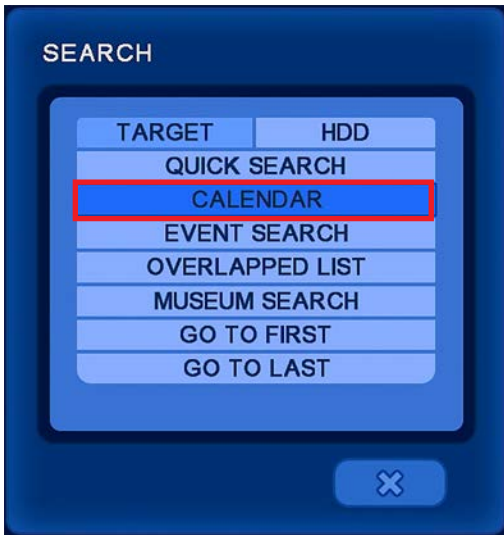 SEARCH
TARGET HDD
QUICK SEARCH
CALENDAR
EVENT SEARCH
OVERLAPPED LIST
MUSEUM SEARCH
GO TO FIRST
GO TO LAST